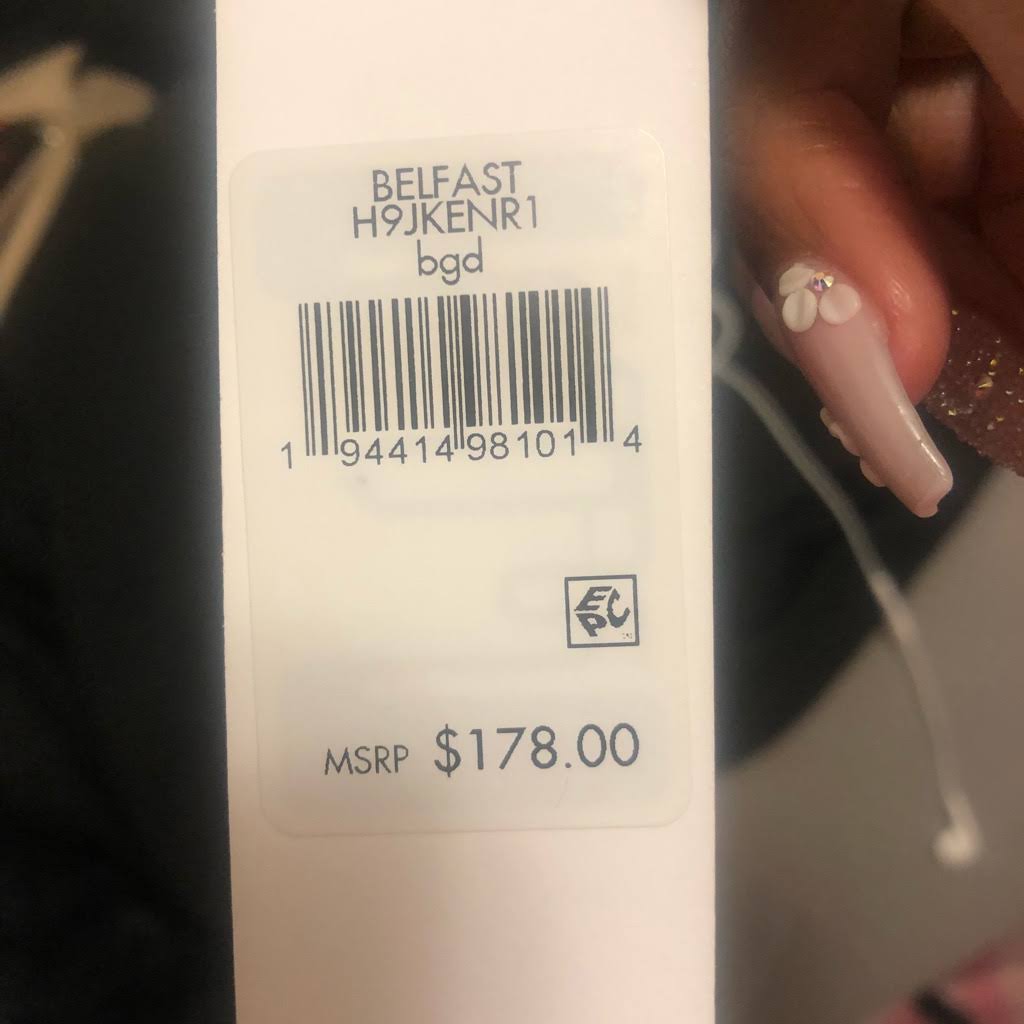 BELFAST
H9JKENR1
bgd
1 94414 98101 4
EPC
MSRP $178.00